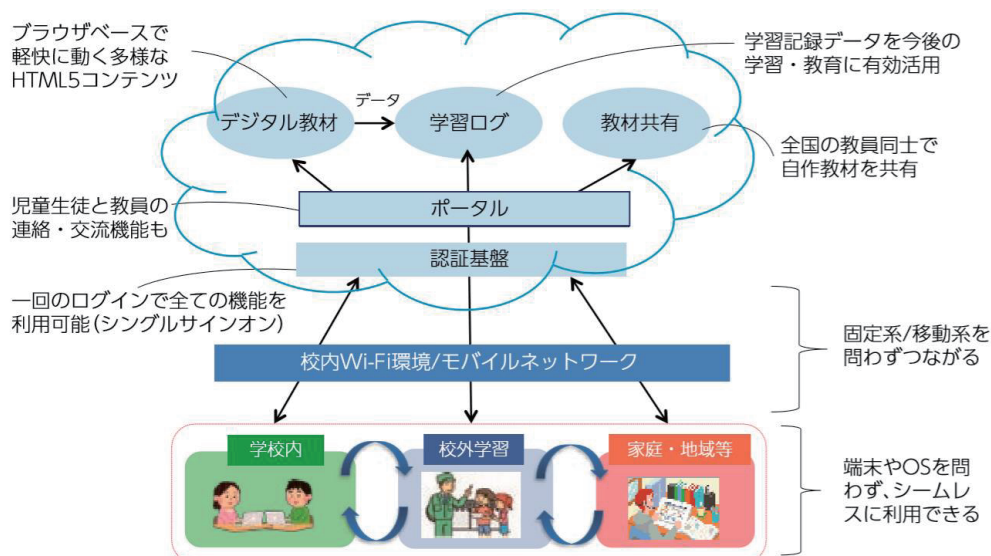 ブラウザベースで
軽快に動く多様な
HTML5コンテンツ
学習記録データを今後の
学習・教育に有効活用
データ
デジタル教材
学習ログ
教材共有
全国の教員同士で
自作教材を共有
児童生徒と教員の
連絡・交流機能も
ポータル
認証基盤
一回のログインで全ての機能を
利用可能(シングルサインオン)
固定系/移動系を
問わずつながる
校内Wi-Fi環境/モバイルネットワーク
学校内
校外学習
家庭・地域等
端末やOSを問
わず、シームレ
スに利用できる